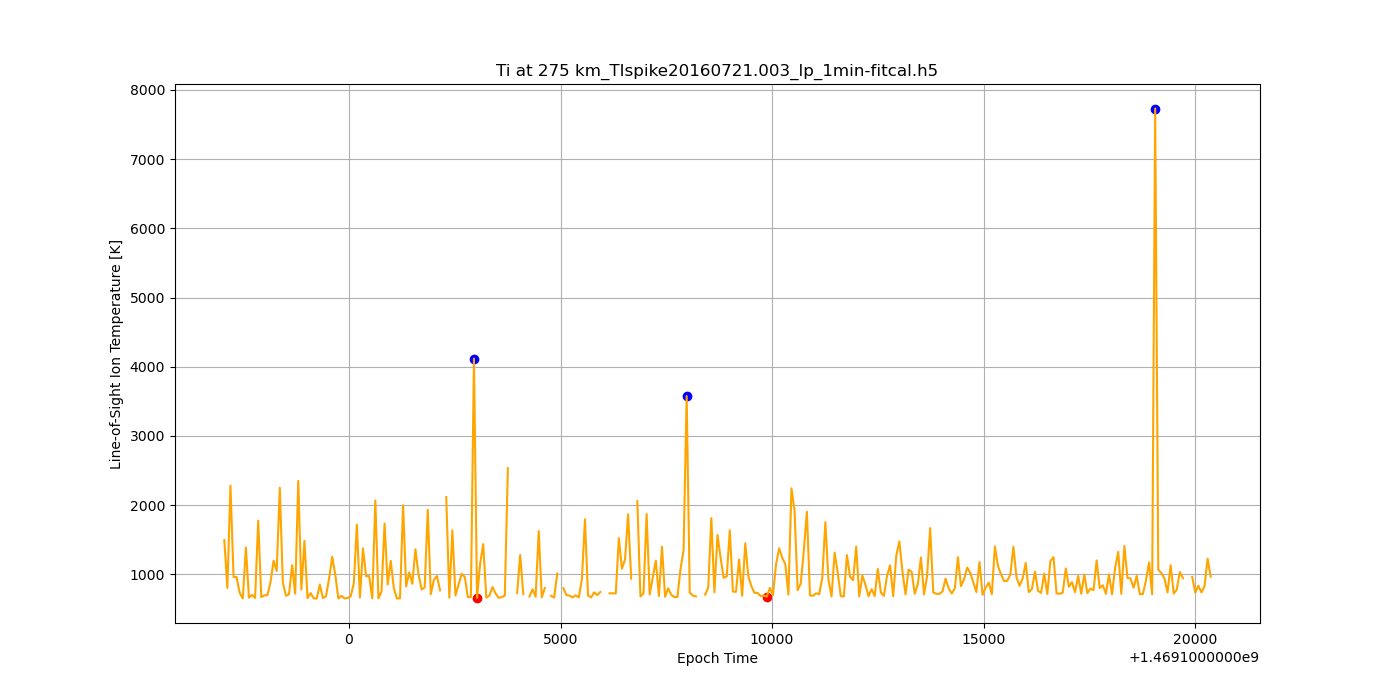 Ti at 275 km_TIspike20160721.003_lp_1min-fitcal.h5
Line-of-Sight Ion Temperature [K]
8000
7000
6000
5000
4000
3000
2000
1000
0 5000 10000 15000 20000
Epoch Time
+1.4691000000e9